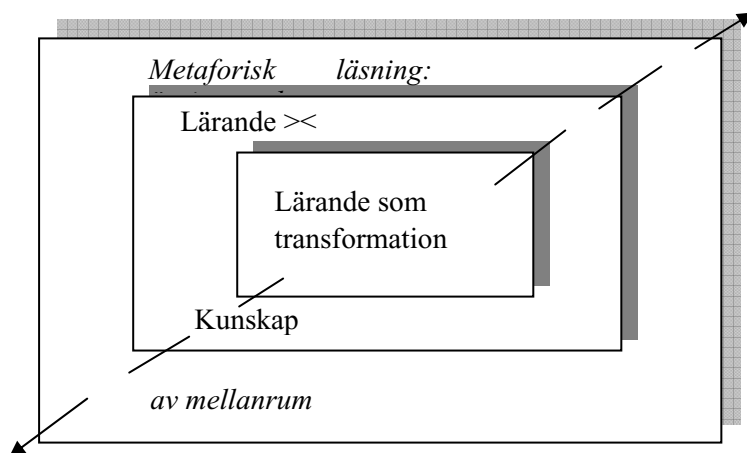 Metaforisk läsning:
Lärande ><
Lärande som
transformation
Kunskap
av mellanrum